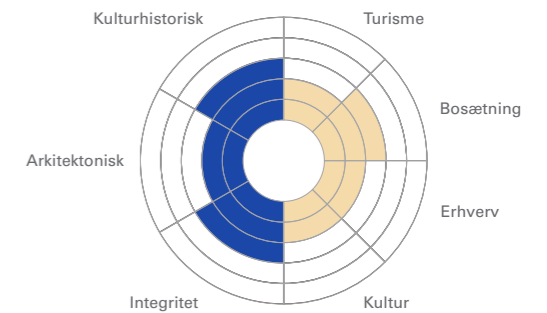 Kulturhistorisk
Turisme
Bosætning
Arkitektonisk
Erhverv
Integritet
Kultur